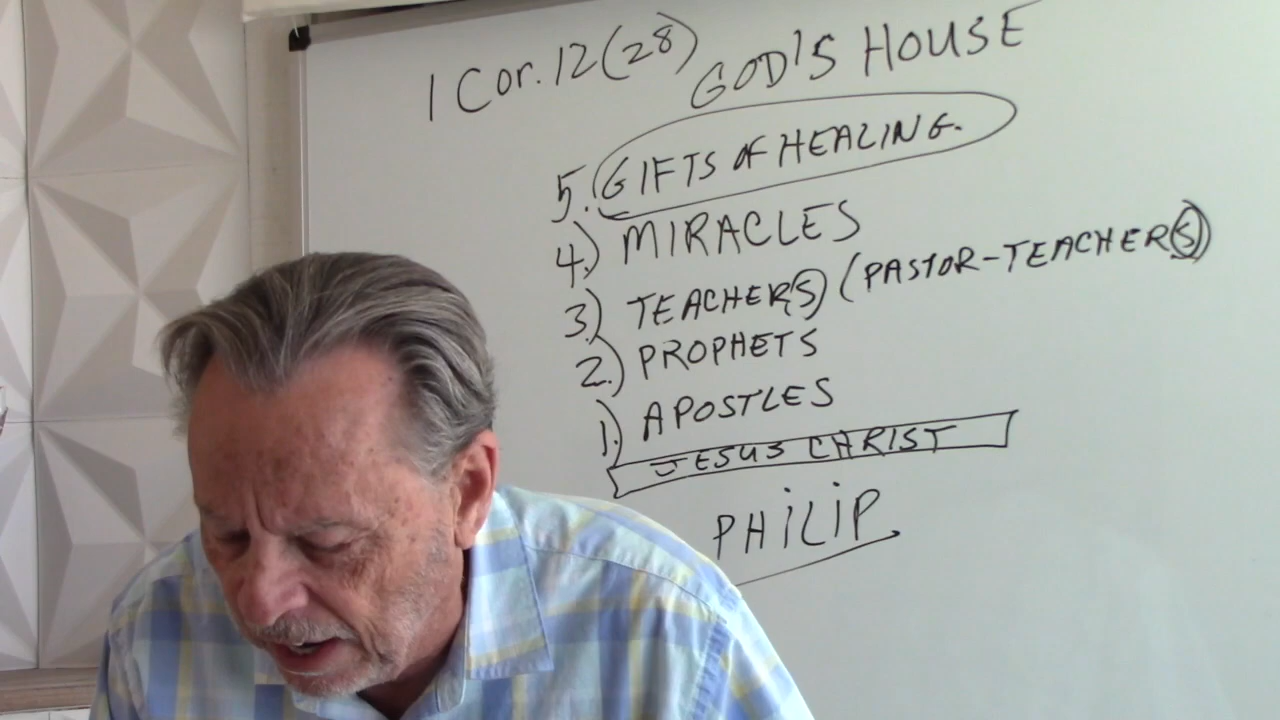 1 Cor. 12 (28)
GOD'S HOUSE
5. GIFTS OF HEALING.
4.) MIRACLES
3.) TEACHER(S) (PASTOR-TEACHER(S))
2.) PROPHETS
1.) APOSTLES
JESUS CHRIST
PHiLiP